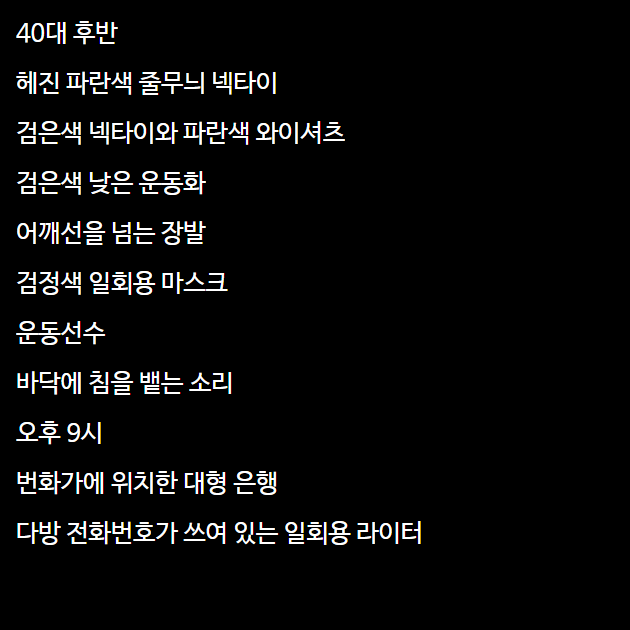 40대 후반
헤진 파란색 줄무늬 넥타이
검은색 넥타이와 파란색 와이셔츠
검은색 낮은 운동화
어깨선을 넘는 장발
검정색 일회용 마스크
운동선수
바닥에 침을 뱉는 소리
오후 9시
번화가에 위치한 대형 은행
다방 전화번호가 쓰여 있는 일회용 라이터